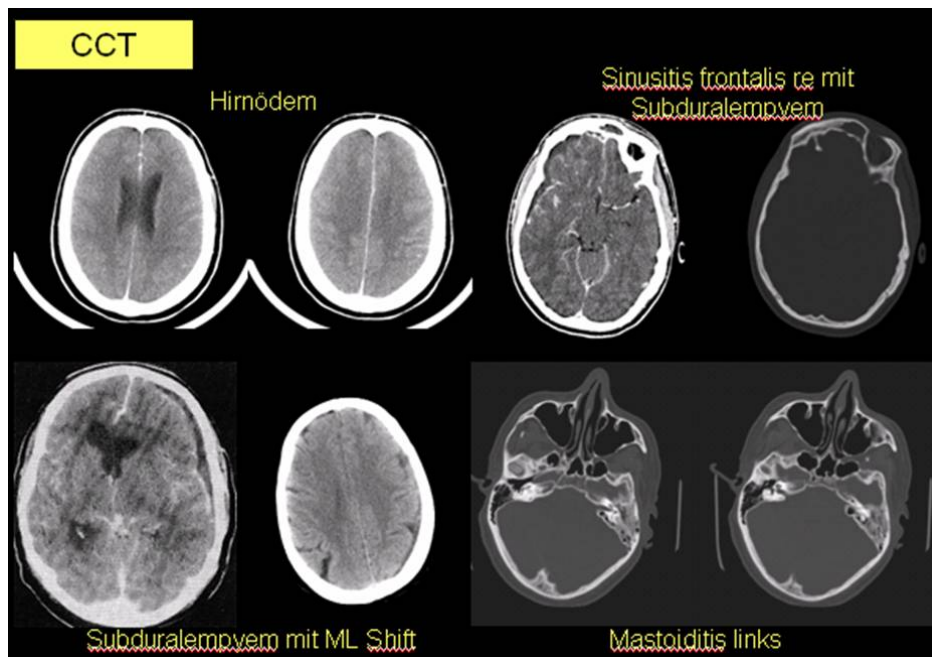 CCT
Hirnödem
Sinusitis frontalis re mit
Subduralempyem
Subduralempyem mit ML Shift
Mastoiditis links